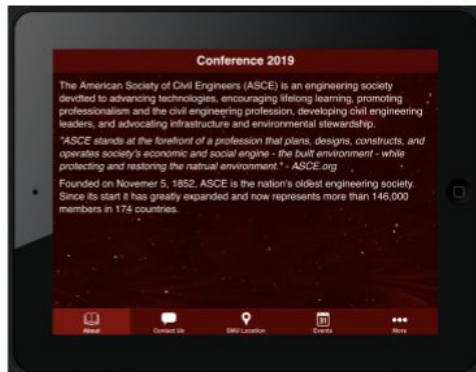 Conference 2019
The American Society of Civil Engineers (ASCE) is an engineering society
devdted to advancing technologies, encouraging lifelong learning, promoting
professionalism and the civil engineering profession, developing civil engineering
leaders, and advocating infrastructure and environmental stewardship.
"ASCE stands at the forefront of a profession that plans, designs, constructs, and
operates society's economic and social engine - the built environment - while
protecting and restoring the natrual environment." - ASCE.org
Founded on Novemer 5, 1852, ASCE is the nation's oldest engineering society.
Since its start it has greatly expanded and now represents more than 146,000
members in 174 countries.
31
About Contact Us SMU Location Events More